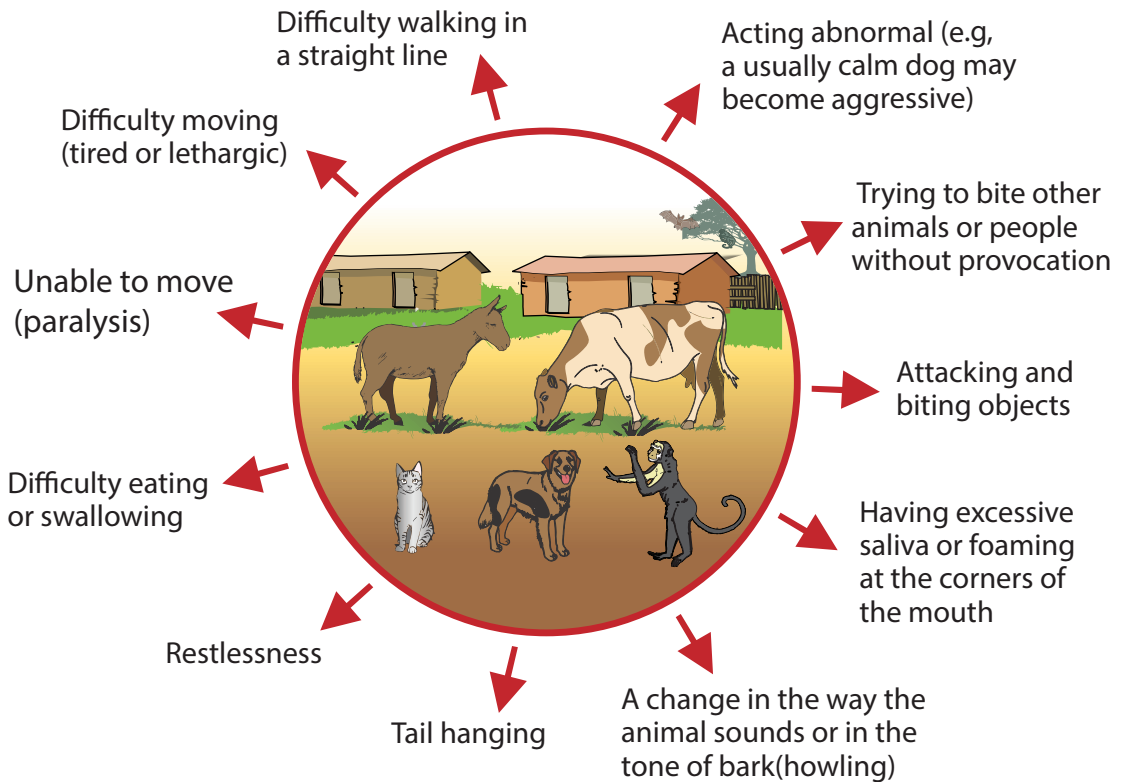 Difficulty walking in
a straight line
Acting abnormal (e.g,
a usually calm dog may
become aggressive)
Difficulty moving
(tired or lethargic)
Trying to bite other
animals or people
without provocation
Unable to move
(paralysis)
Attacking and
biting objects
Difficulty eating
or swallowing
Having excessive
saliva or foaming
at the corners of
the mouth
Restlessness
Tail hanging
A change in the way the
animal sounds or in the
tone of bark(howling)